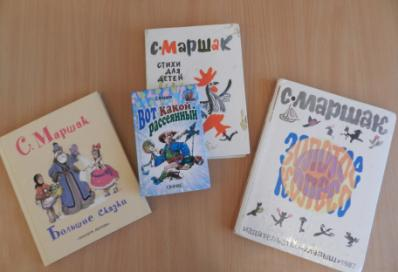 С. Маршак
СТИХИ ДЛЯ
ДЕТЕЙ
ВОТ КАКОЙ
РАССЕЯННЫЙ
С. Маршак
Большие сказки
С. МАРШАК
ЗОЛОТОЕ
КОЛЕСО